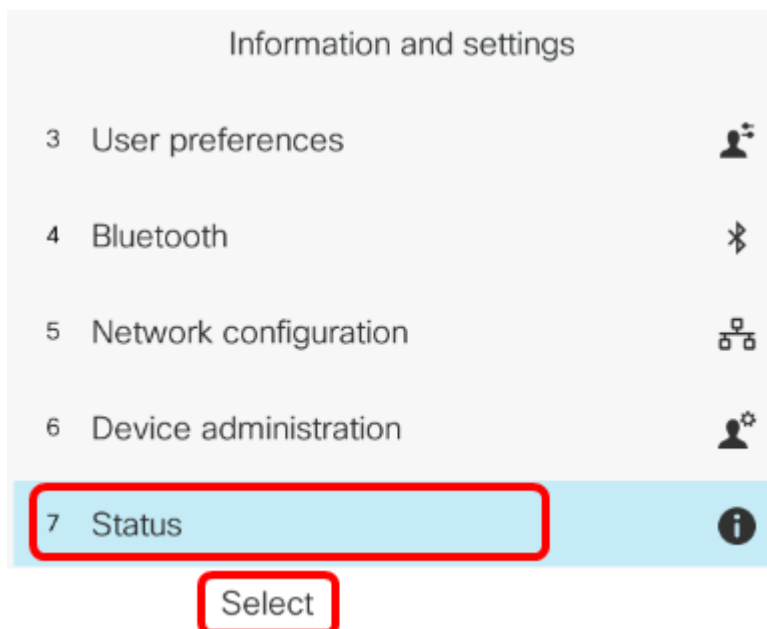 Information and settings
3 User preferences
4 Bluetooth
5 Network configuration
6 Device administration
7 Status
Select